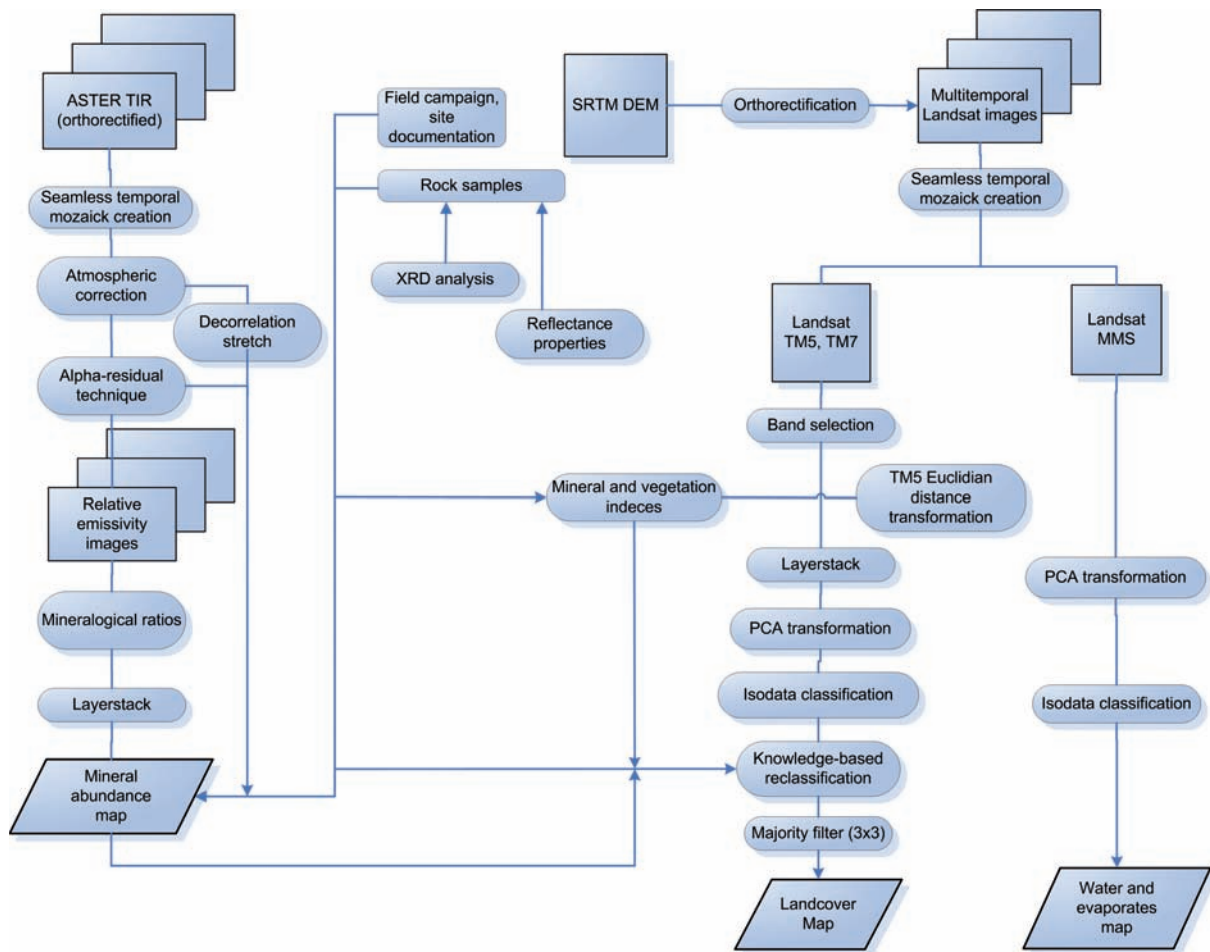 ASTER TIR
(orthorectified)
Field campaign,
site
documentation
SRTM DEM
Orthorectification
Multitemporal
Landsat images
Seamless temporal
mozaick creation
Rock samples
Seamless temporal
mozaick creation
Atmospheric
correction
XRD analysis
Decorrelation
stretch
Reflectance
properties
Landsat
TM5, TM7
Landsat
MMS
Alpha-residual
technique
Band selection
Relative
emissivity
images
Mineral and vegetation
indeces
TM5 Euclidian
distance
transformation
Layerstack
PCA transformation
Mineralogical ratios
PCA transformation
Layerstack
Isodata classification
Isodata classification
Mineral
abundance
map
Knowledge-based
reclassification
Majority filter (3x3)
Landcover
Map
Water and
evaporates
map